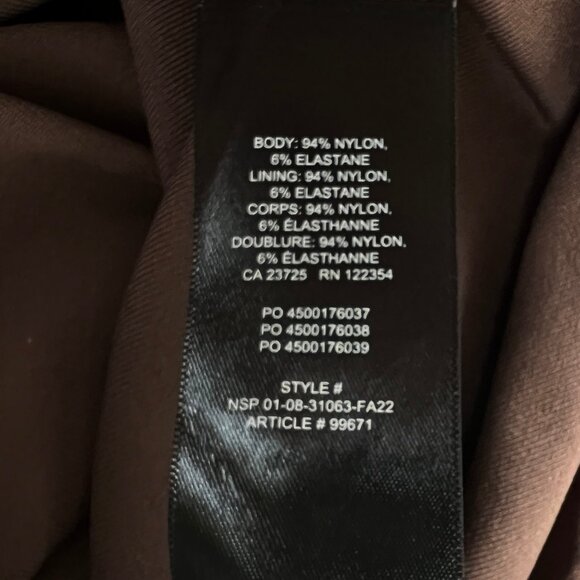 BODY: 94% NYLON,
6% ELASTANE
LINING: 94% NYLON,
6% ELASTANE
CORPS: 94% NYLON,
6% ÉLASTHANNE
DOUBLURE: 94% NYLON,
6% ÉLASTHANNE
CA 23725 RN 122354
PO 4500176037
PO 4500176038
PO 4500176039
STYLE #
NSP 01-08-31063-FA22
ARTICLE # 99671